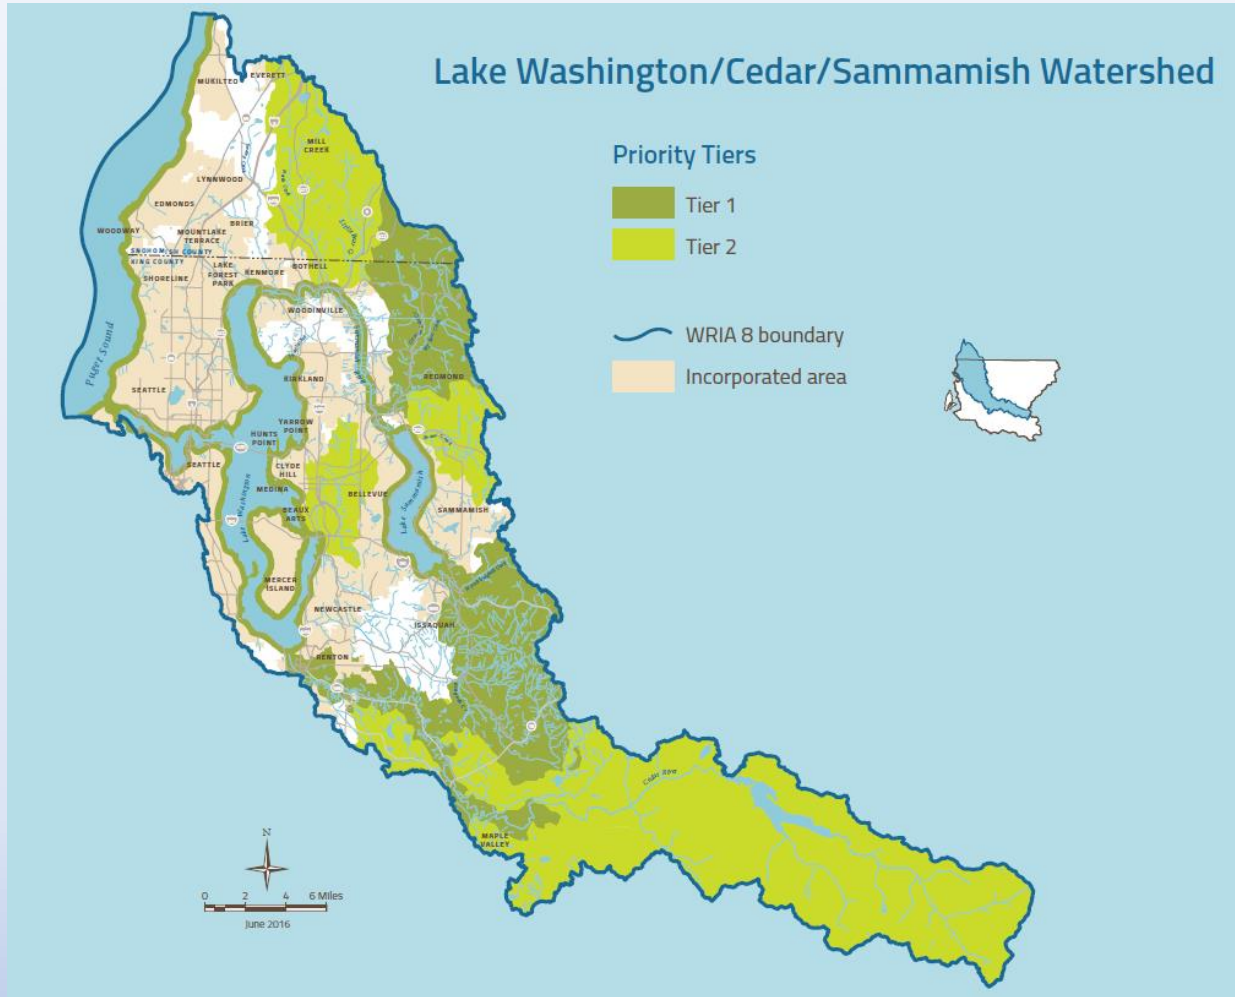 Lake Washington/Cedar/Sammamish Watershed
Priority Tiers
Tier 1
Tier 2
WRIA 8 boundary
Incorporated area
MUKILTEO
EVERETT
MILL
CREEK
LYNNWOOD
EDMONDS
BRIER
WOODWAY
MOUNTLAKE
TERRACE
SNOHOMISH COUNTY
KING COUNTY
LAKE
FOREST
PARK
KENMORE
BOTHELL
SHORELINE
WOODINVILLE
Puget Sound
KIRKLAND
REDMOND
SEATTLE
YARROW
POINT
HUNTS
POINT
SEATTLE
CLYDE
HILL
MEDINA
BELLEVUE
Lake Washington
Lake Sammamish
BEAUX
ARTS
SAMMAMISH
MERCER
ISLAND
NEWCASTLE
ISSAQUAH
RENTON
Cedar River
MAPLE
VALLEY
N
0 2 4 6 Miles
June 2016